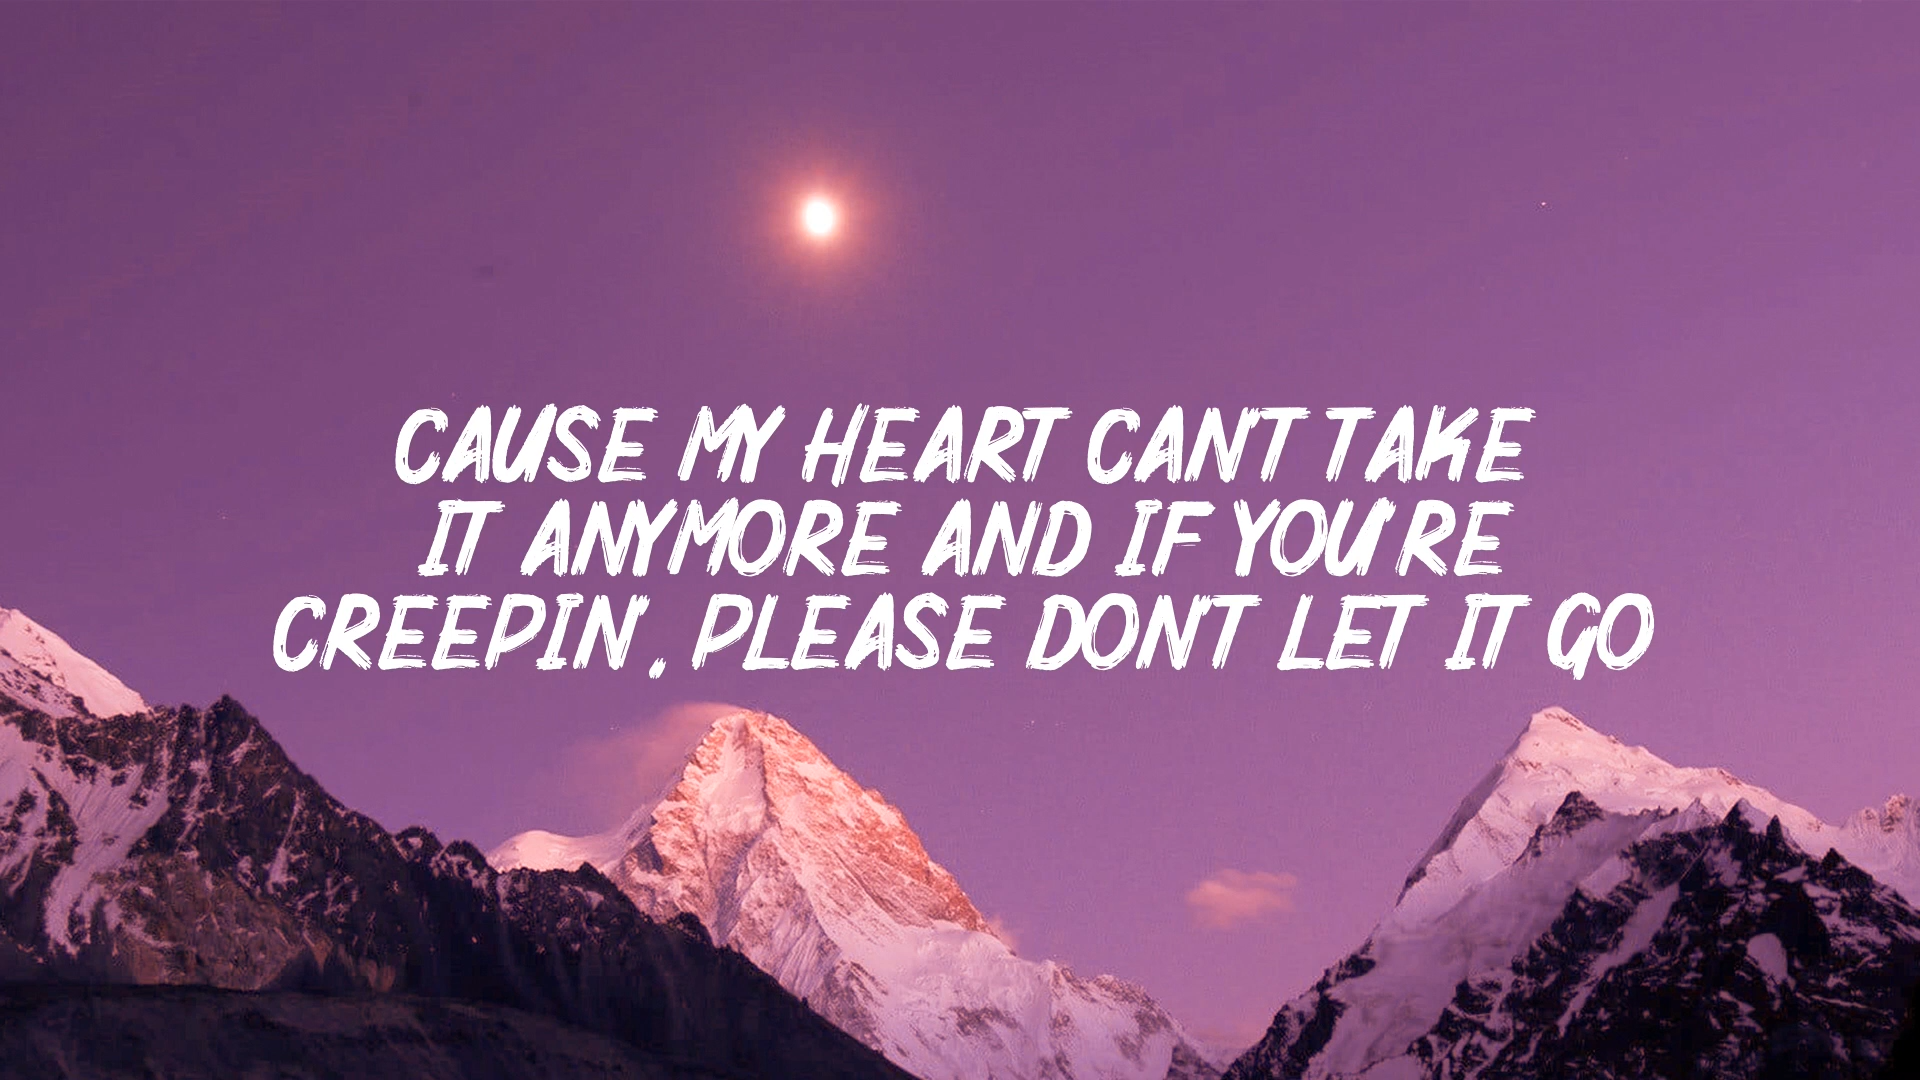 CAUSE MY HEART CAN'T TAKE
IT ANYMORE AND IF YOU'RE
CREEPIN', PLEASE DON'T LET IT GO